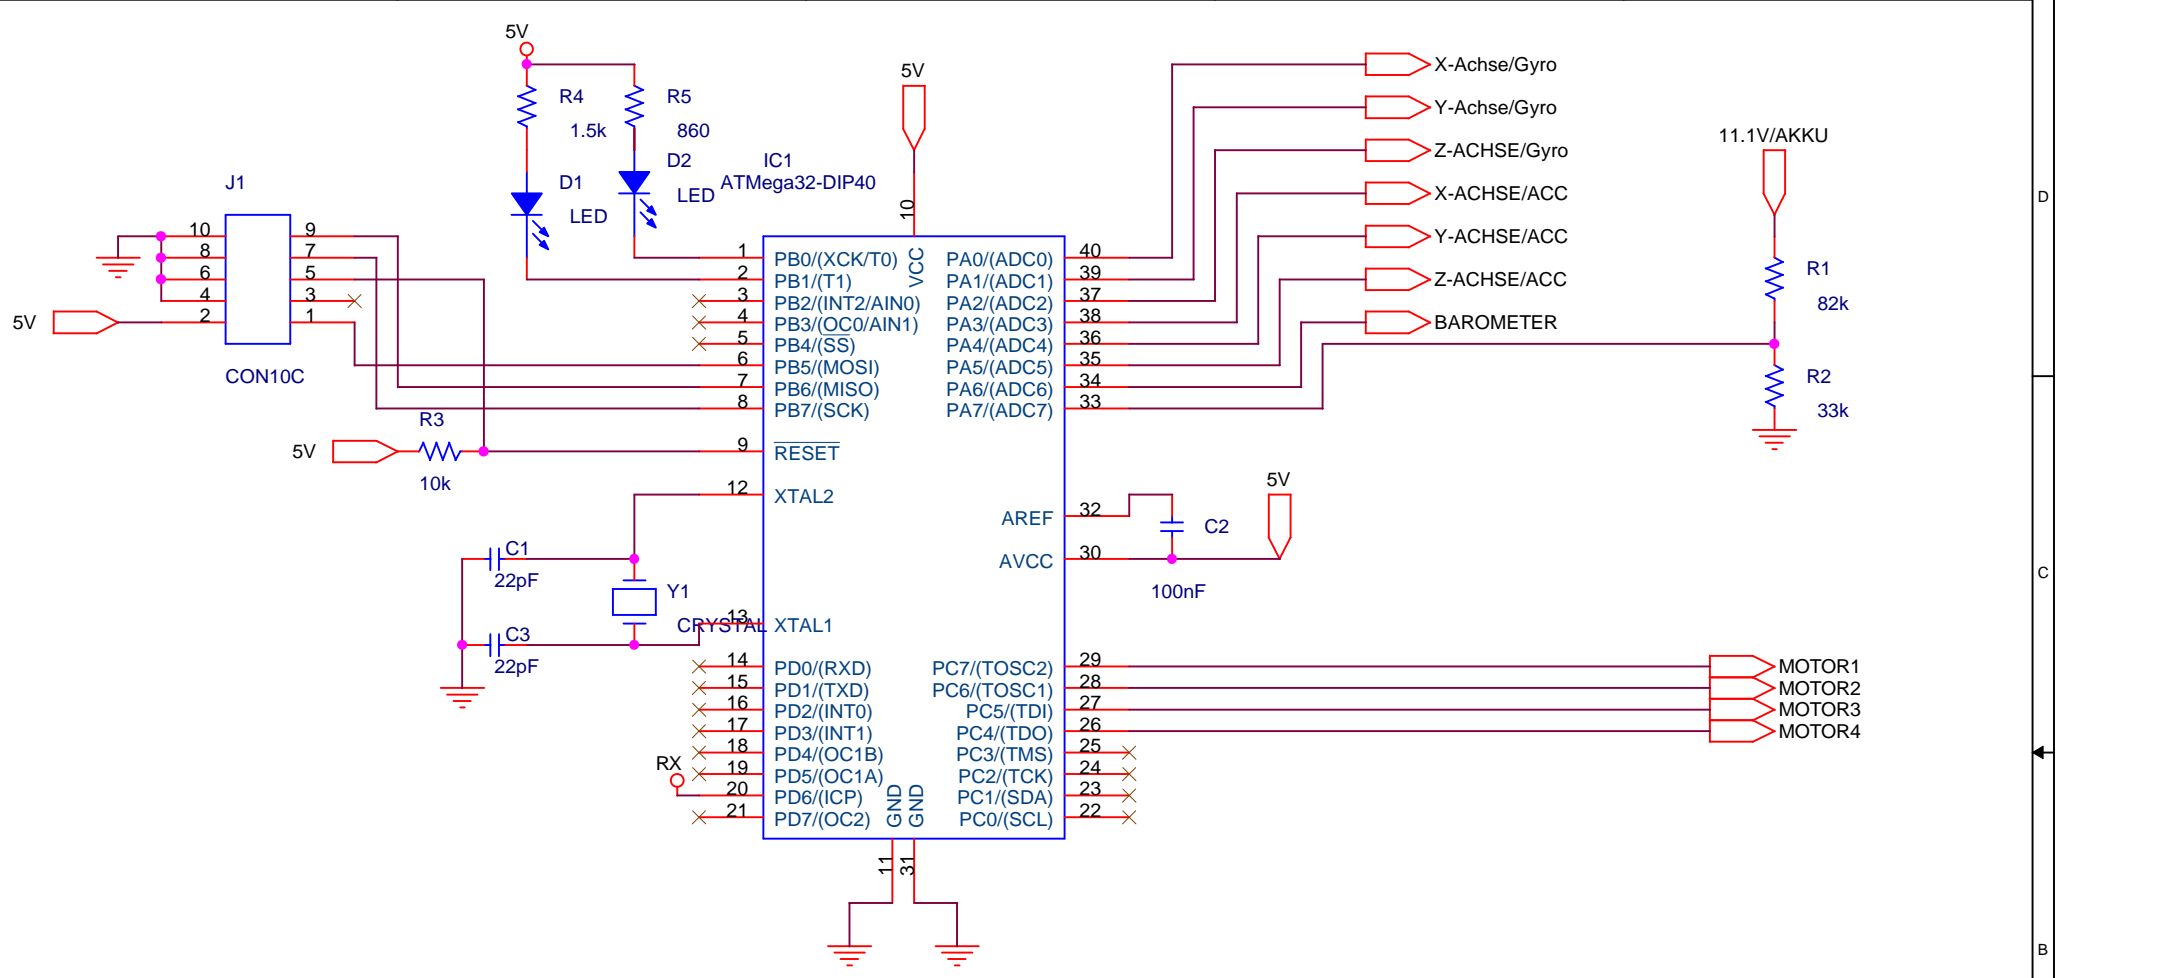 5V
R4
1.5k
R5
860
D1
LED
D2
LED
5V
IC1
ATMega32-DIP40
J1
10
8
6
4
2
9
7
5
3
1
5V
CON10C
R3
5V
10k
C1
22pF
C3
22pF
Y1
CRYSTAL
RX
10
VCC
1 PB0/(XCK/T0)
2 PB1/(T1)
3 PB2/(INT2/AIN0)
4 PB3/(OC0/AIN1)
5 PB4/(SS)
6 PB5/(MOSI)
7 PB6/(MISO)
8 PB7/(SCK)
9 RESET
12 XTAL2
13 XTAL1
14 PD0/(RXD)
15 PD1/(TXD)
16 PD2/(INT0)
17 PD3/(INT1)
18 PD4/(OC1B)
19 PD5/(OC1A)
20 PD6/(ICP)
21 PD7/(OC2)
PA0/(ADC0) 40
PA1/(ADC1) 39
PA2/(ADC2) 37
PA3/(ADC3) 38
PA4/(ADC4) 36
PA5/(ADC5) 35
PA6/(ADC6) 34
PA7/(ADC7) 33
AREF 32
AVCC 30
PC7/(TOSC2) 29
PC6/(TOSC1) 28
PC5/(TDI) 27
PC4/(TDO) 26
PC3/(TMS) 25
PC2/(TCK) 24
PC1/(SDA) 23
PC0/(SCL) 22
GND
GND
11
31
C2
100nF
5V
X-Achse/Gyro
Y-Achse/Gyro
Z-ACHSE/Gyro
X-ACHSE/ACC
Y-ACHSE/ACC
Z-ACHSE/ACC
BAROMETER
11.1V/AKKU
R1
82k
R2
33k
MOTOR1
MOTOR2
MOTOR3
MOTOR4
D
C
B